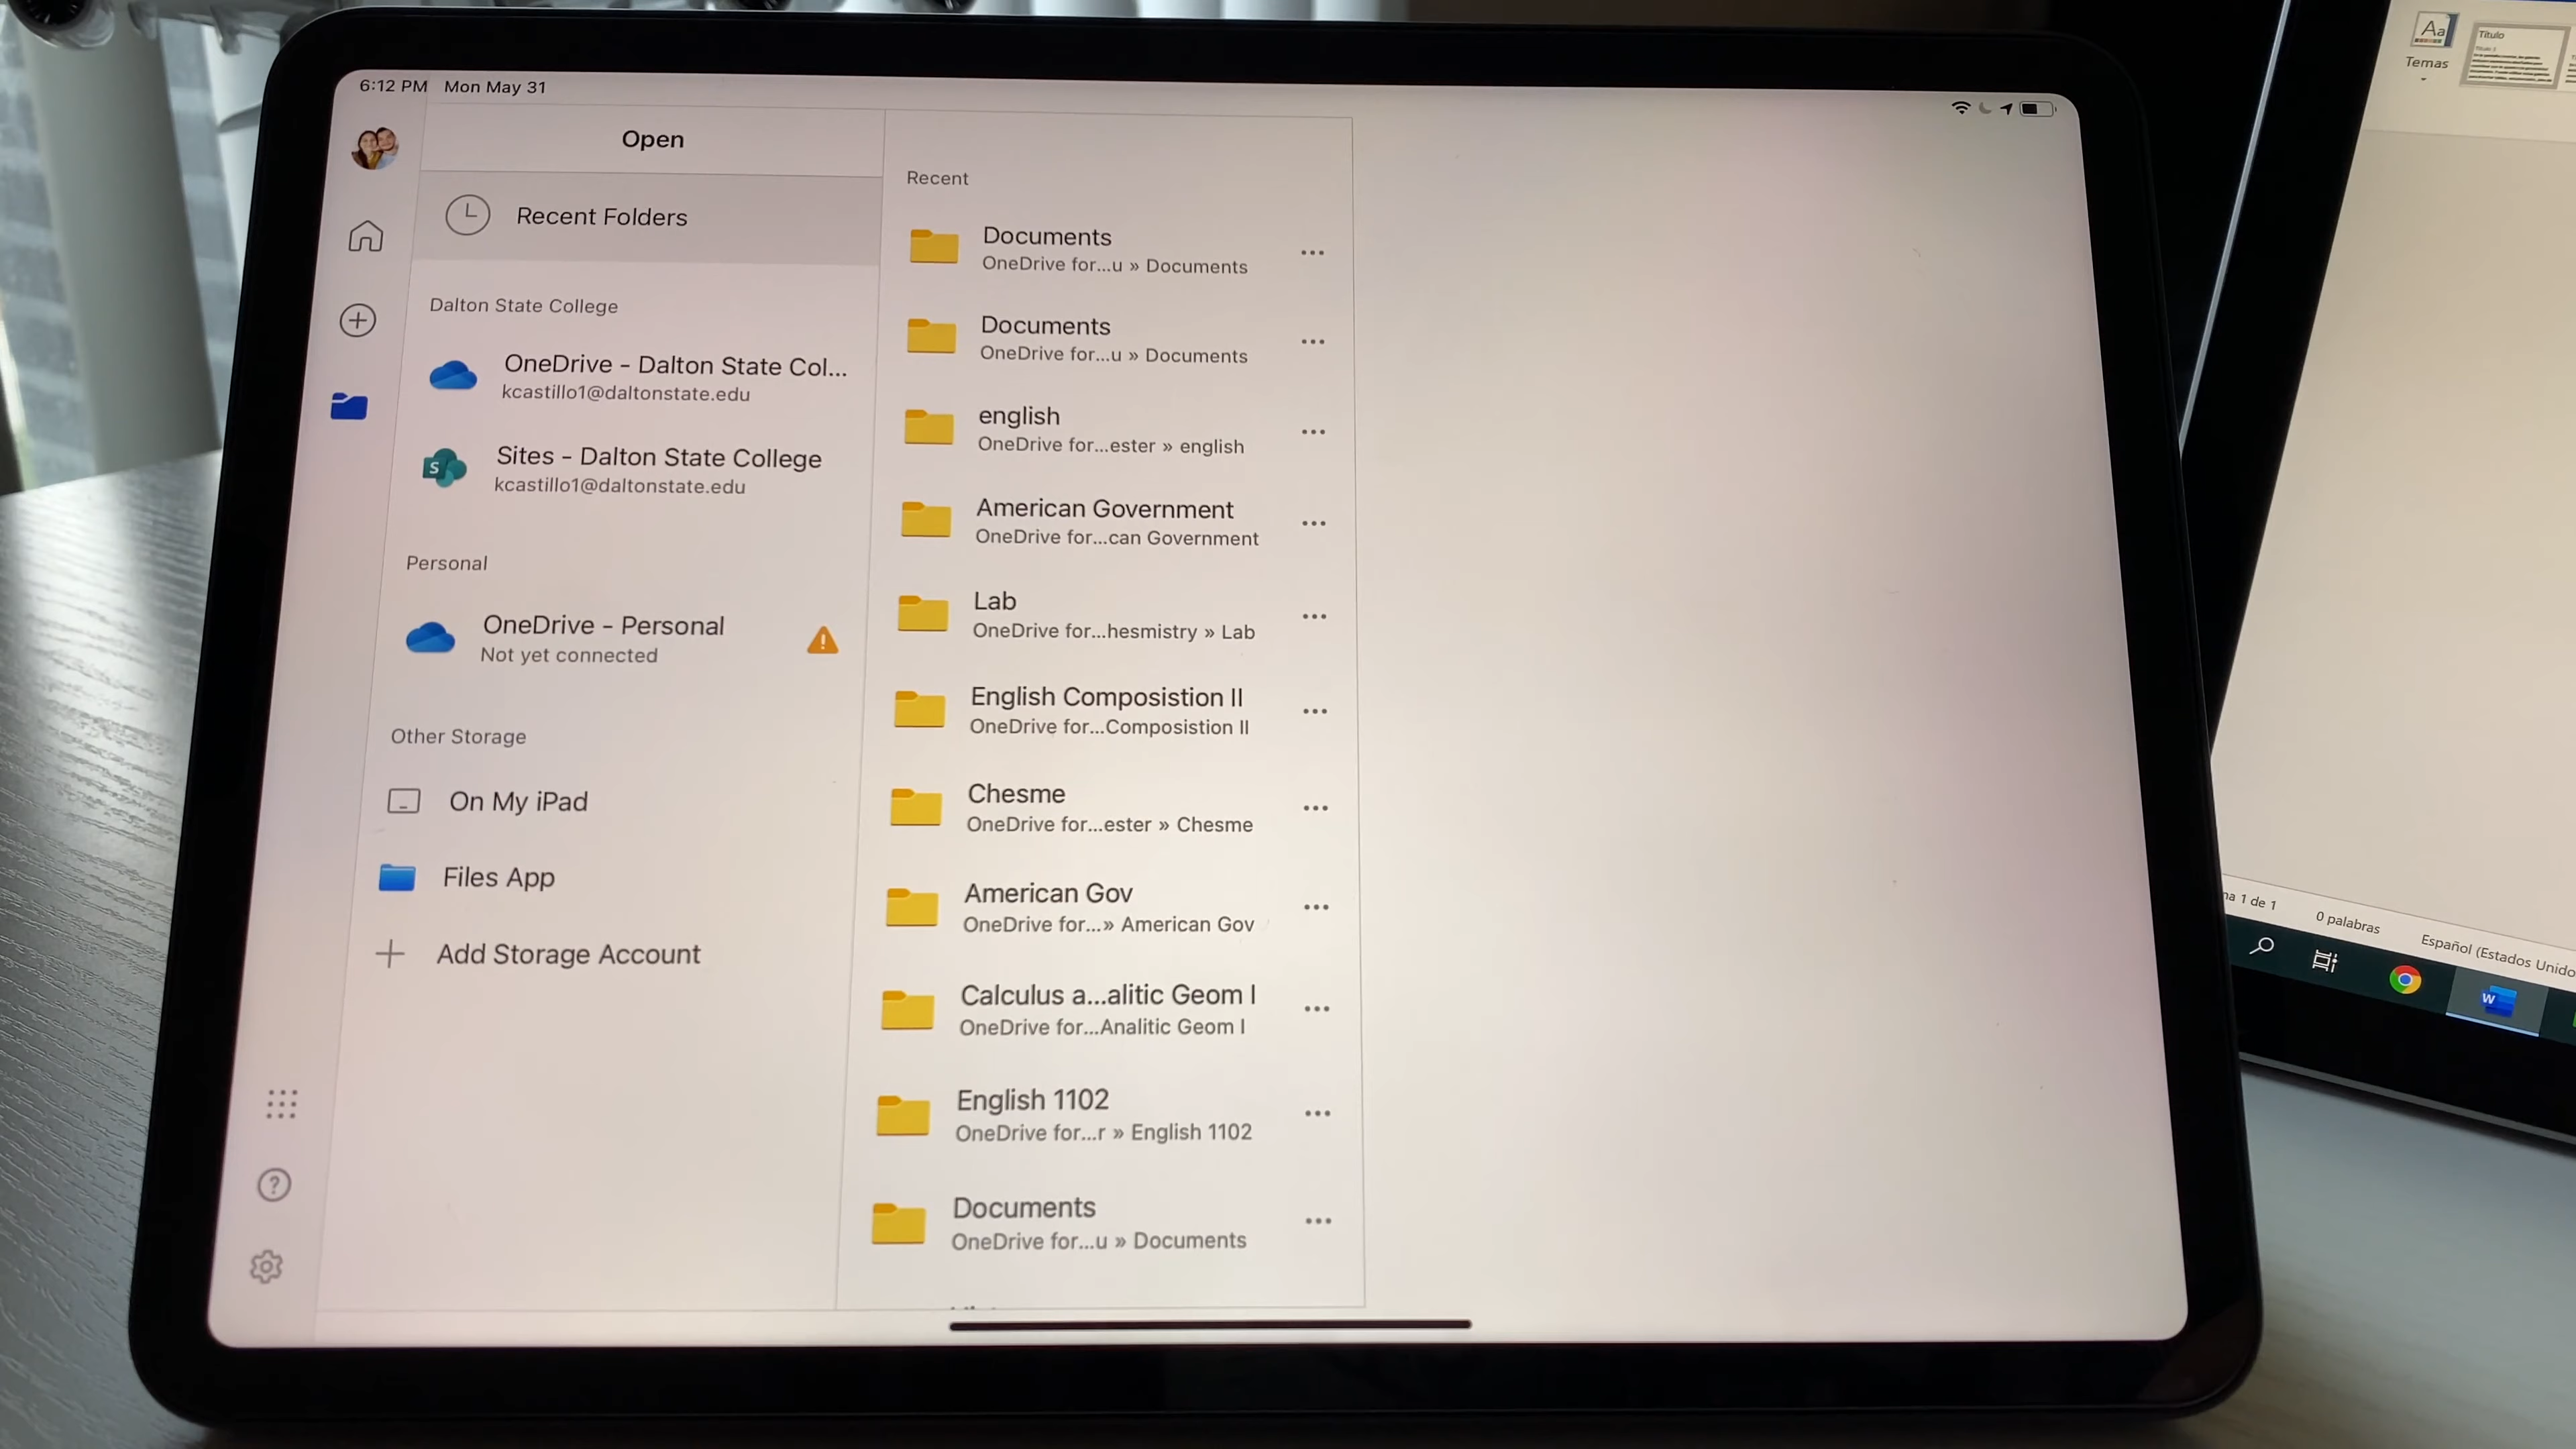 6:12 PM Mon May 31
Open
Recent Folders
Dalton State College
OneDrive - Dalton State Col...
kcastillo1@daltonstate.edu
S
Sites - Dalton State College
kcastillo1@daltonstate.edu
Personal
OneDrive - Personal
Not yet connected
Other Storage
On My iPad
Files App
Add Storage Account
Recent
Documents
OneDrive for...u » Documents
Documents
OneDrive for...u » Documents
english
OneDrive for...ester » english
American Government
OneDrive for...can Government
Lab
OneDrive for...hesmistry » Lab
English Composistion II
OneDrive for...Composistion II
Chesme
OneDrive for...ester » Chesme
American Gov
OneDrive for...» American Gov
Calculus a...alitic Geom I
OneDrive for...Analitic Geom I
English 1102
OneDrive for...r » English 1102
Documents
OneDrive for...u » Documents
Aa
Temas
Título
na 1 de 1
0 palabras
Español (Estados Unido
W